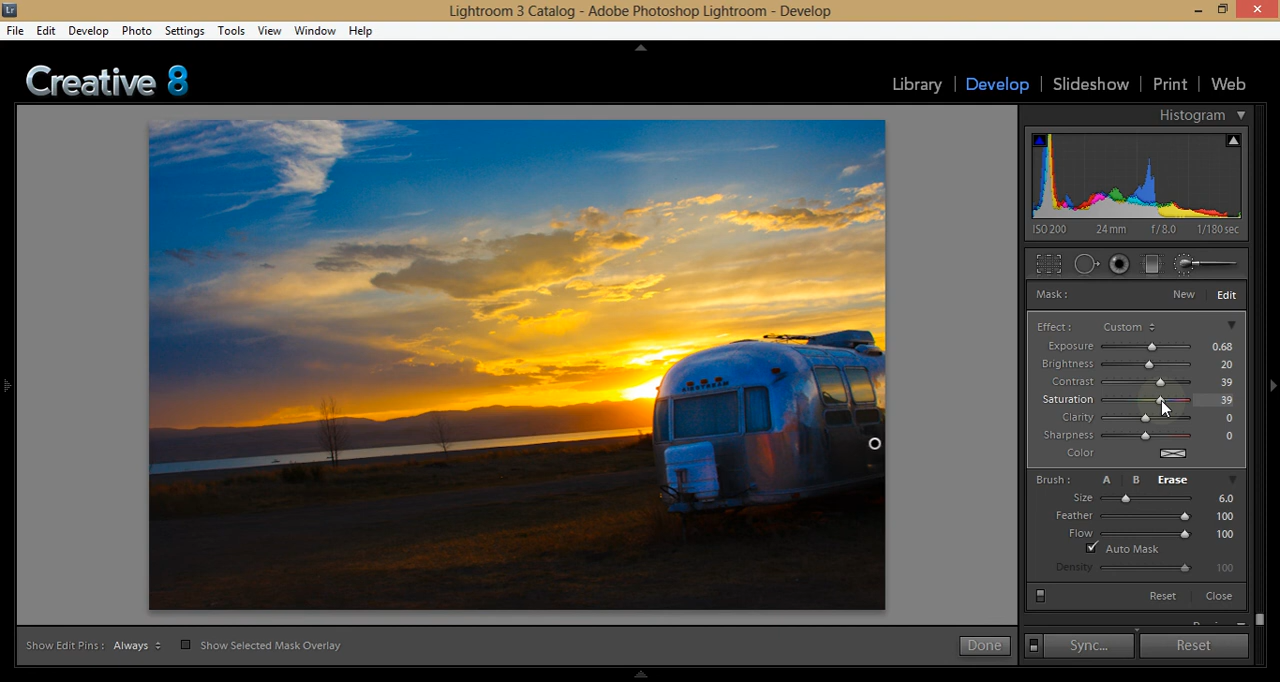 Lightroom 3 Catalog - Adobe Photoshop Lightroom - Develop
File Edit Develop Photo Settings Tools View Window Help
Creative 8
Library | Develop | Slideshow | Print | Web
Histogram
ISO 200 24 mm f / 8.0 1/180 sec
Mask : New Edit
Effect : Custom
Exposure 0.68
Brightness 20
Contrast 39
Saturation 39
Clarity 0
Sharpness 0
Color
Brush : A B Erase
Size 6.0
Feather 100
Flow 100
Auto Mask
Density 100
Reset Close
Show Edit Pins : Always Show Selected Mask Overlay Done
Sync... Reset
AIRSTREAM